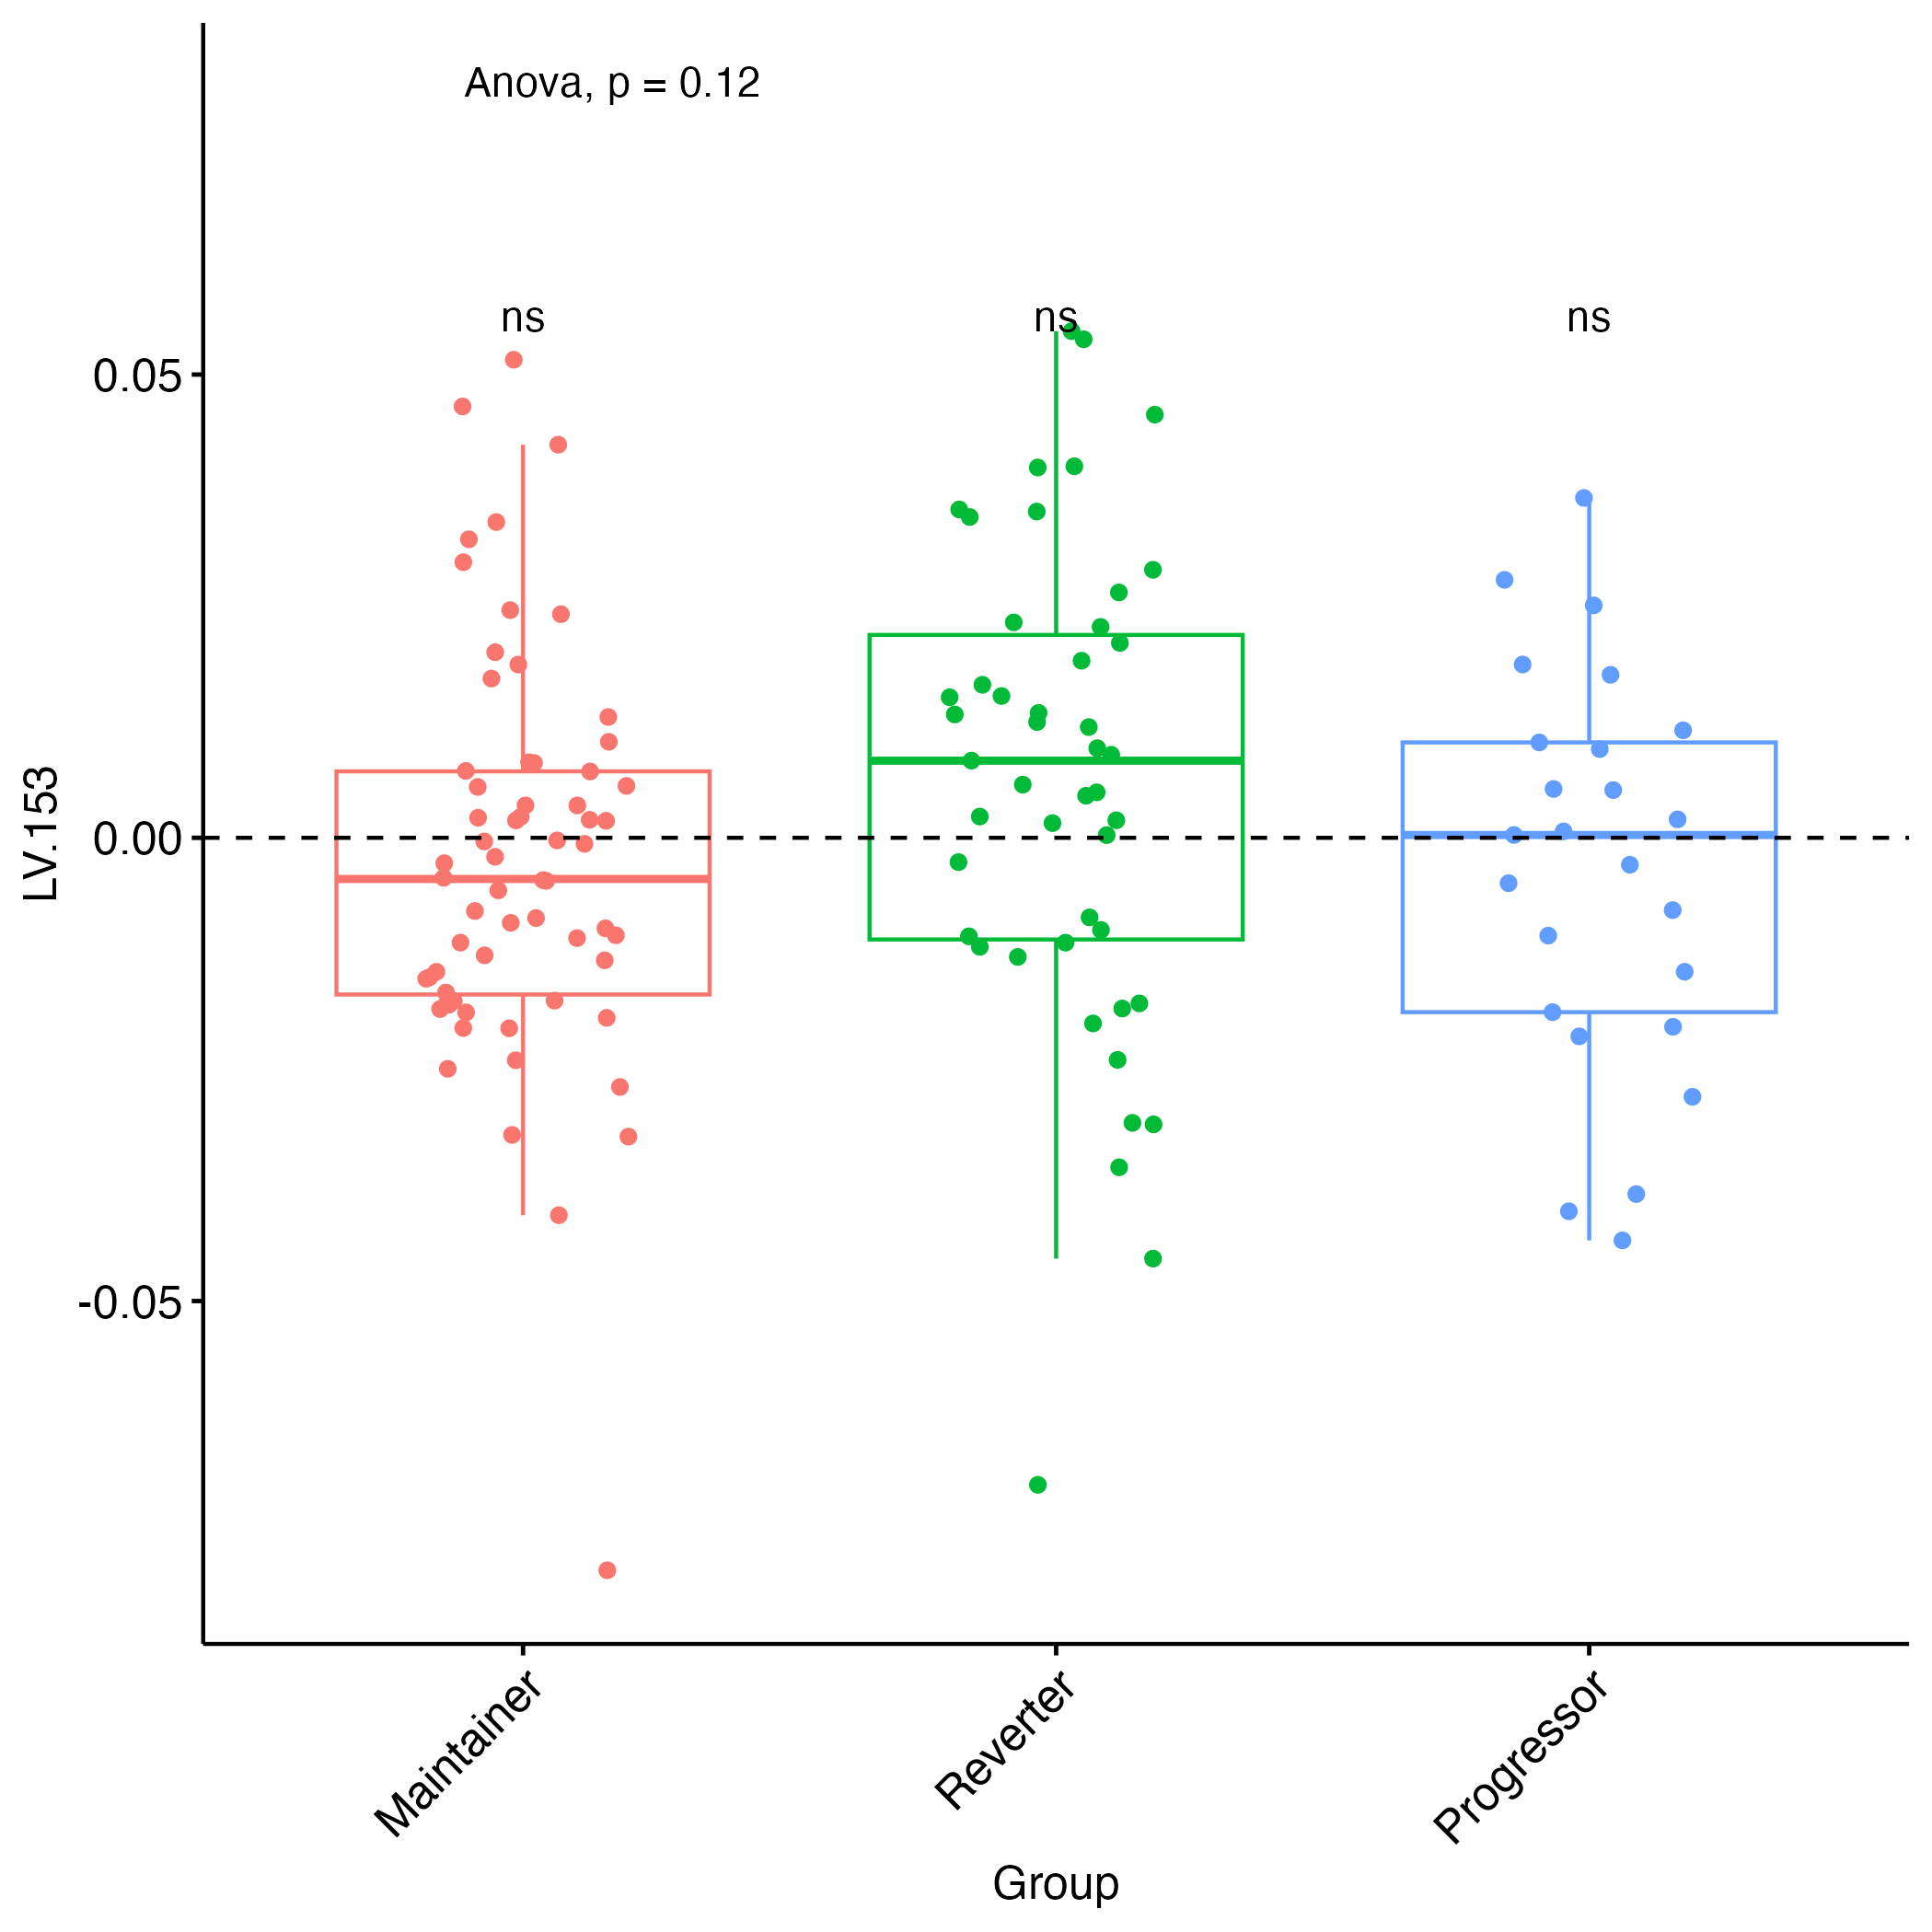 Anova, p = 0.12
ns
ns
ns
0.05
0.00
-0.05
LV.153
Maintainer
Reverter
Progressor
Group